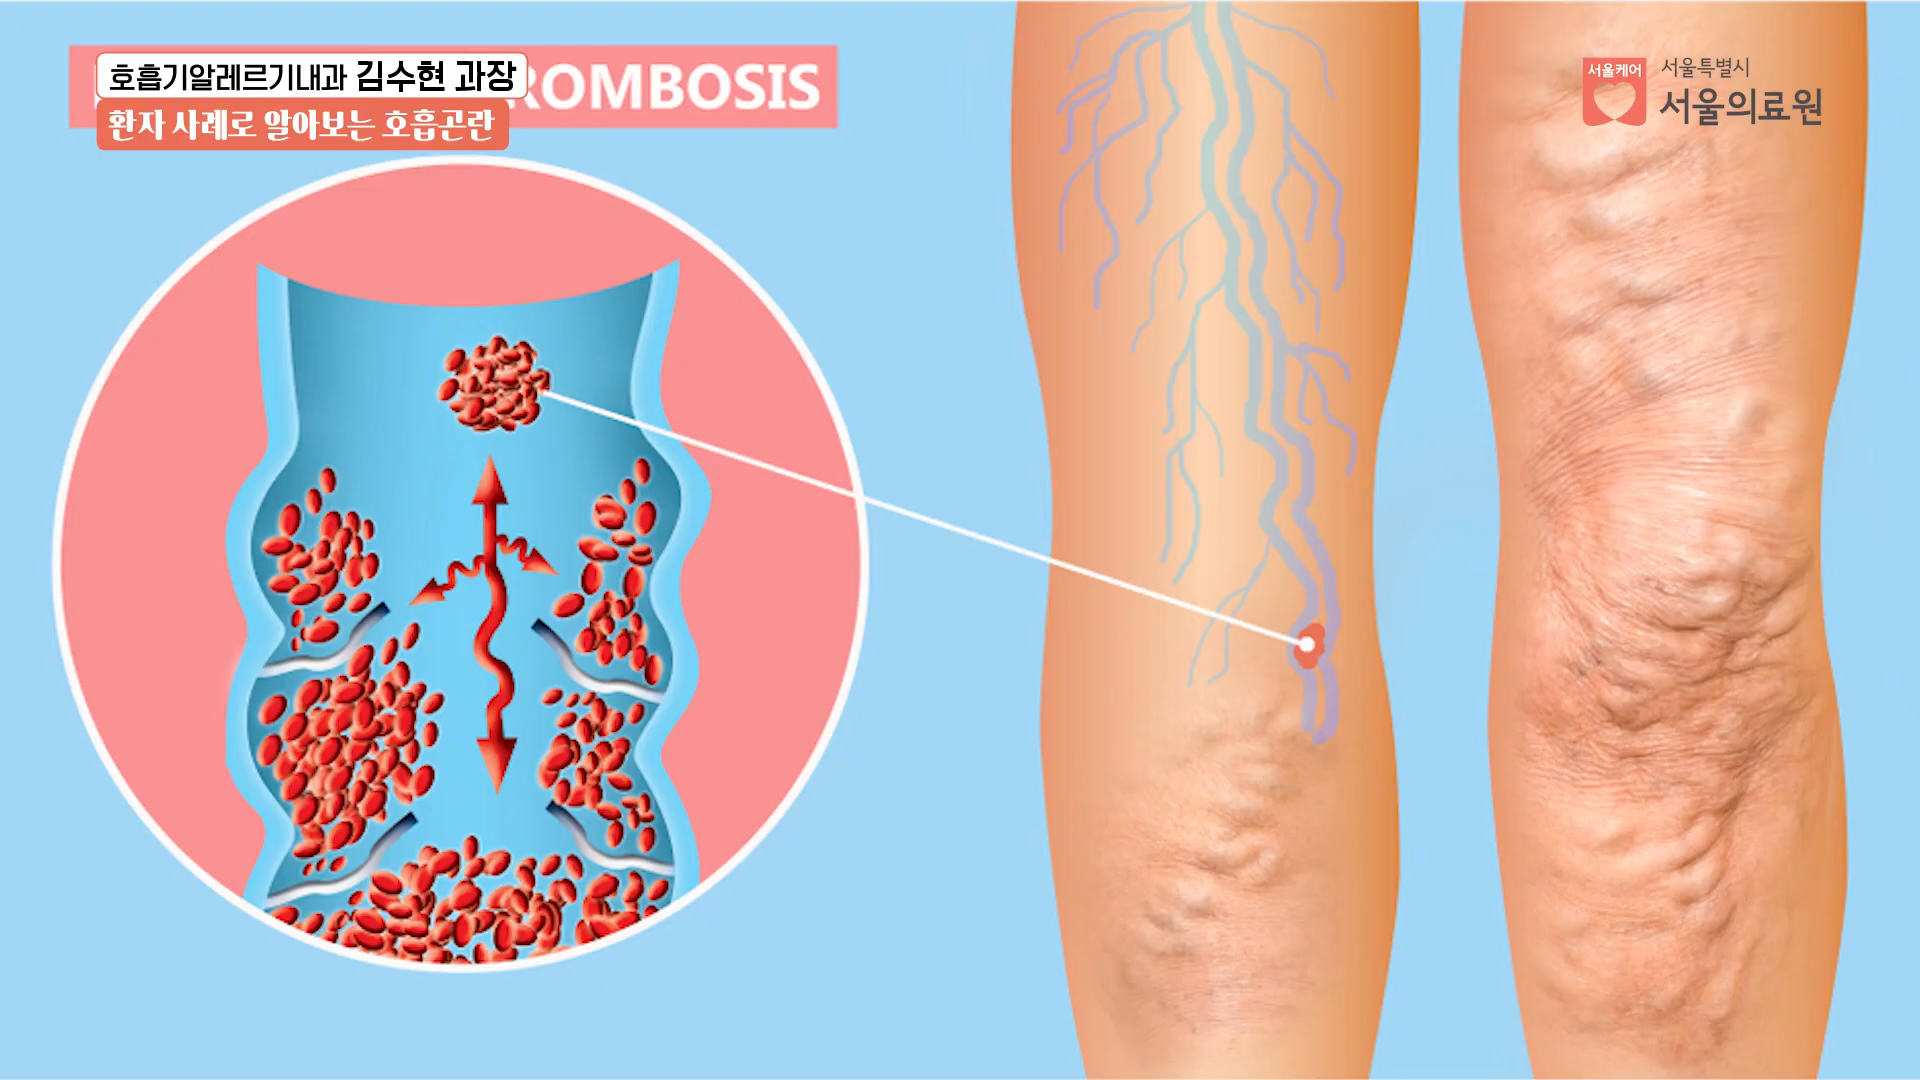 호흡기알레르기내과 김수현 과장
ROMBOSIS
환자 사례로 알아보는 호흡곤란
서울케어
서울특별시
서울의료원